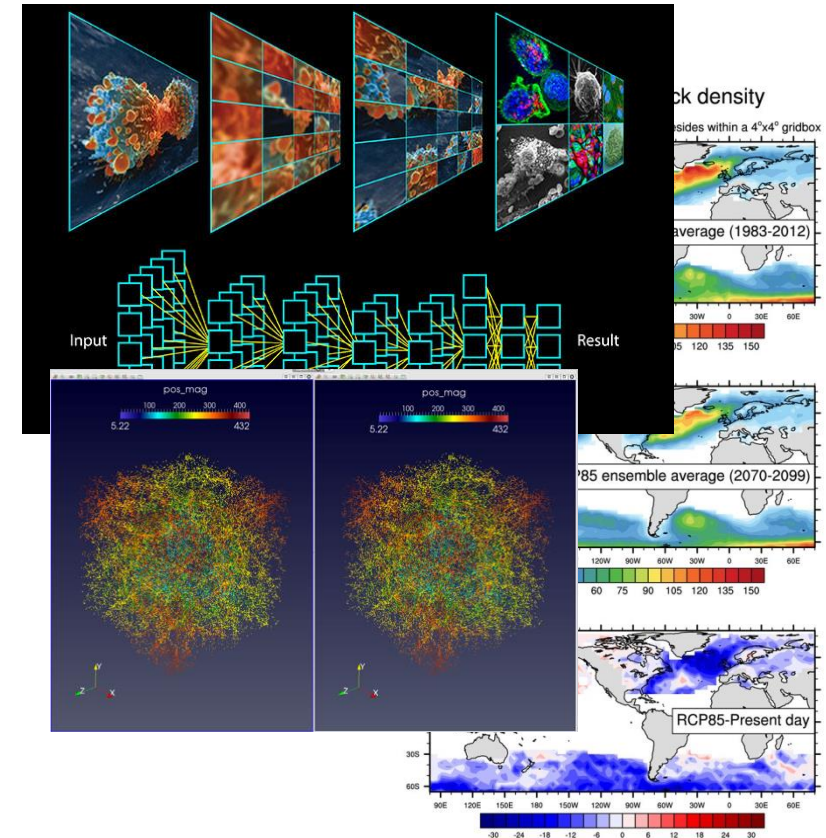 ck density
esides within a 4°x4° gridbox
average (1983-2012)
30W 0 30E 60E
05 120 135 150
Input
Result
pos_mag
100 200 300 400
5.22 432
pos_mag
100 200 300 400
5.22 432
Y
Z X
Y
Z X
P85 ensemble average (2070-2099)
120W 90W 60W 30W 0 30E 60E
60 75 90 105 120 135 150
RCP85-Present day
30S
60S
90E 120E 150E 180 150W 120W 90W 60W 30W 0 30E 60E
-30 -24 -18 -12 -6 0 6 12 18 24 30